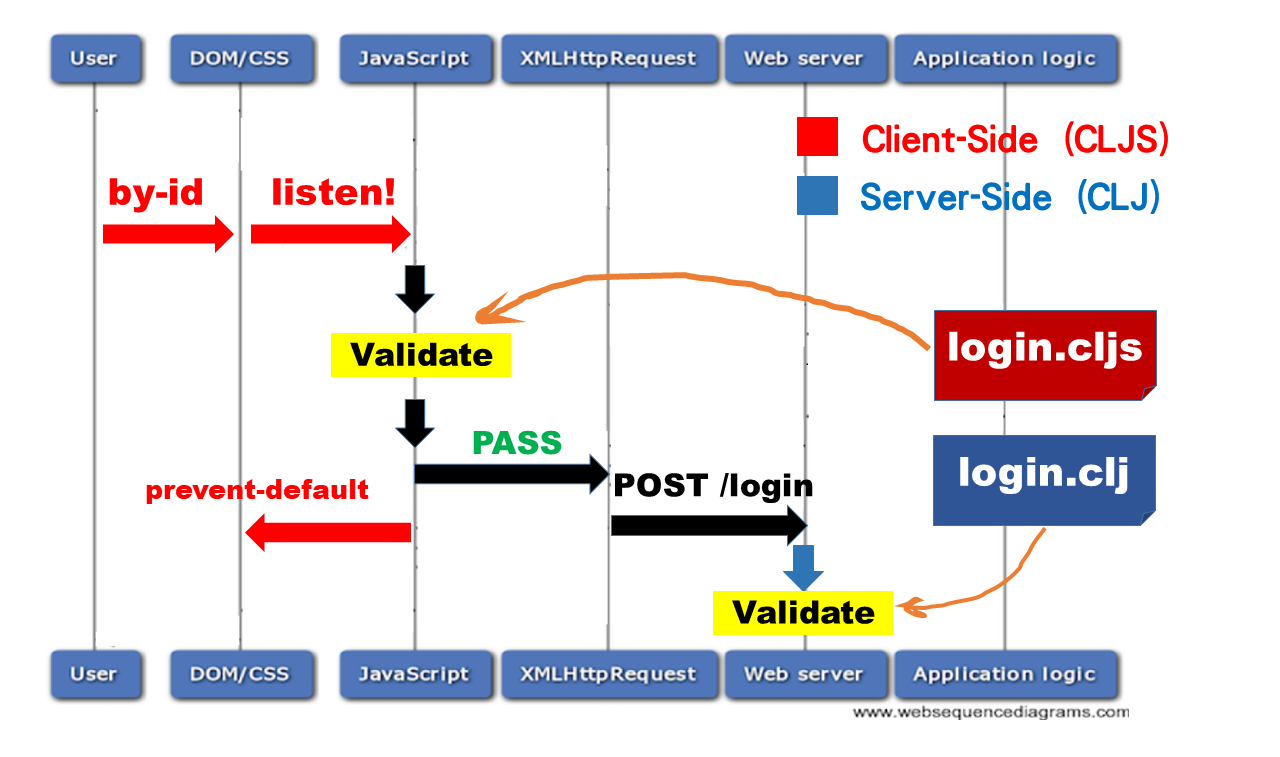 User
DOM/CSS
JavaScript
XMLHttpRequest
Web server
Application logic
Client-Side (CLJS)
Server-Side (CLJ)
by-id
listen!
Validate
login.cljs
PASS
login.clj
prevent-default
POST /login
Validate
User
DOM/CSS
JavaScript
XMLHttpRequest
Web server
Application logic
www.websequencediagrams.com